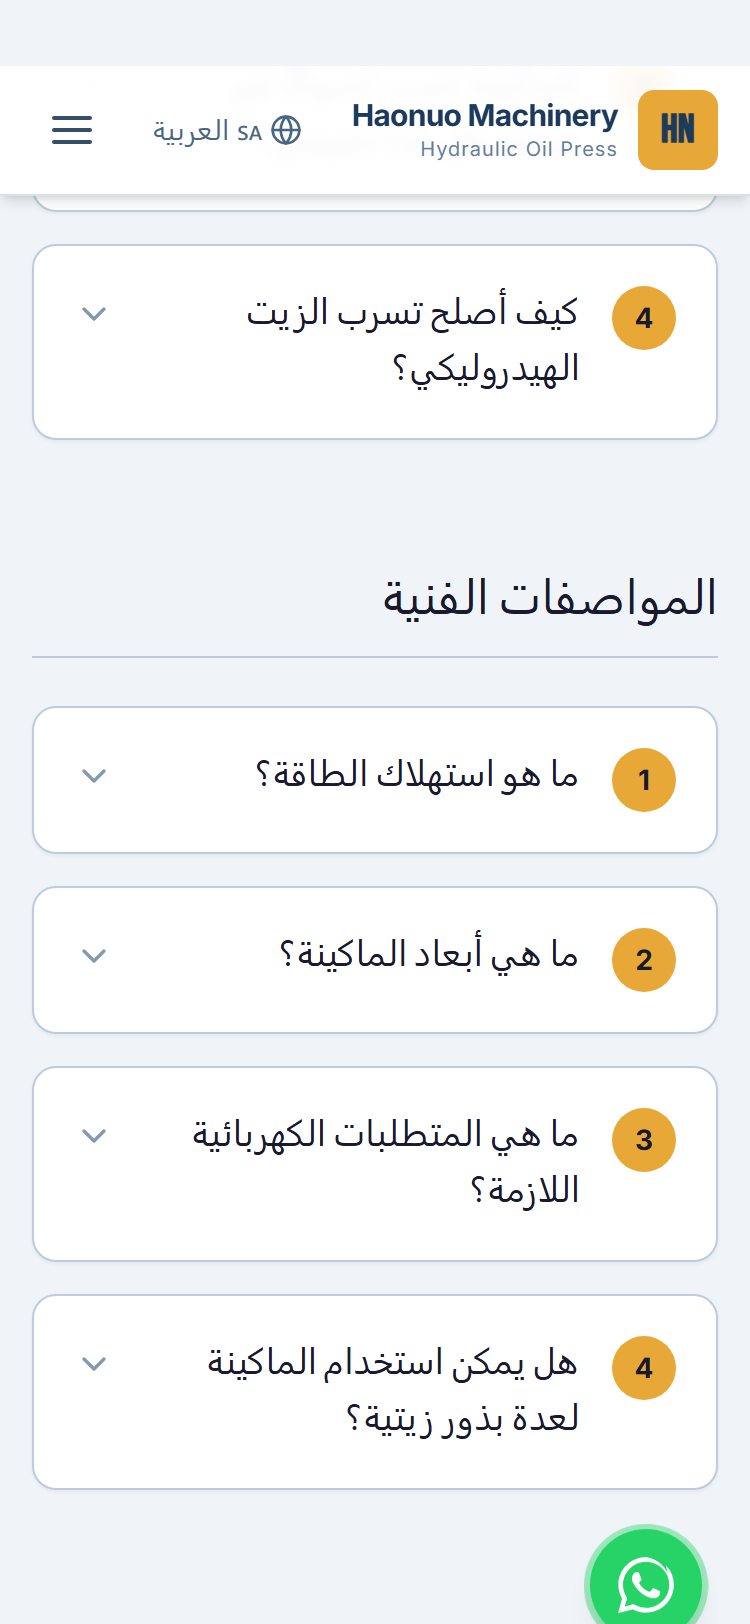 HN
Haonuo Machinery
Hydraulic Oil Press
SA العربية
4
كيف أصلح تسرب الزيت
الهيدروليكي؟
المواصفات الفنية
1
ما هو استهلاك الطاقة؟
2
ما هي أبعاد الماكينة؟
3
ما هي المتطلبات الكهربائية
اللازمة؟
4
هل يمكن استخدام الماكينة
لعدة بذور زيتية؟